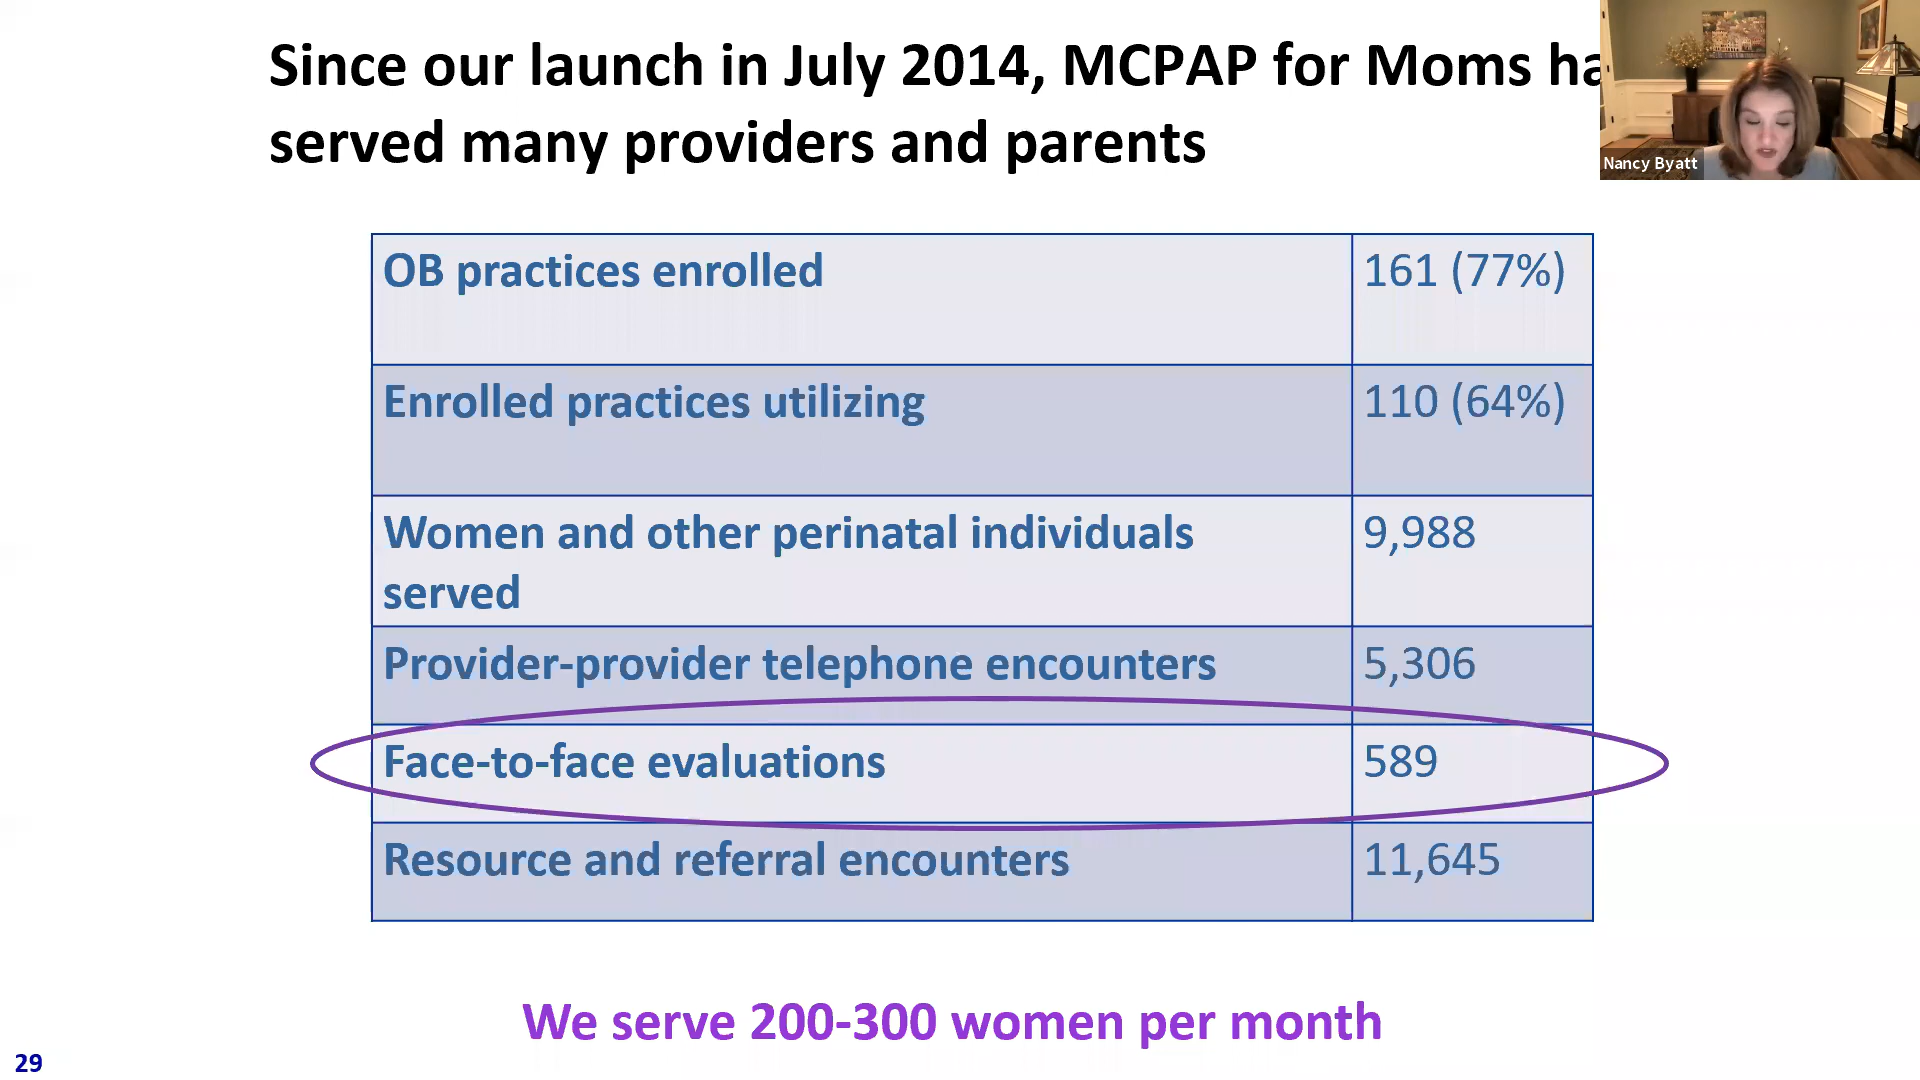 Since our launch in July 2014, MCPAP for Moms
served many providers and parents
Nancy Byatt
OB practices enrolled 161 (77%)
Enrolled practices utilizing 110 (64%)
Women and other perinatal individuals served 9,988
Provider-provider telephone encounters 5,306
Face-to-face evaluations 589
Resource and referral encounters 11,645
We serve 200-300 women per month
29